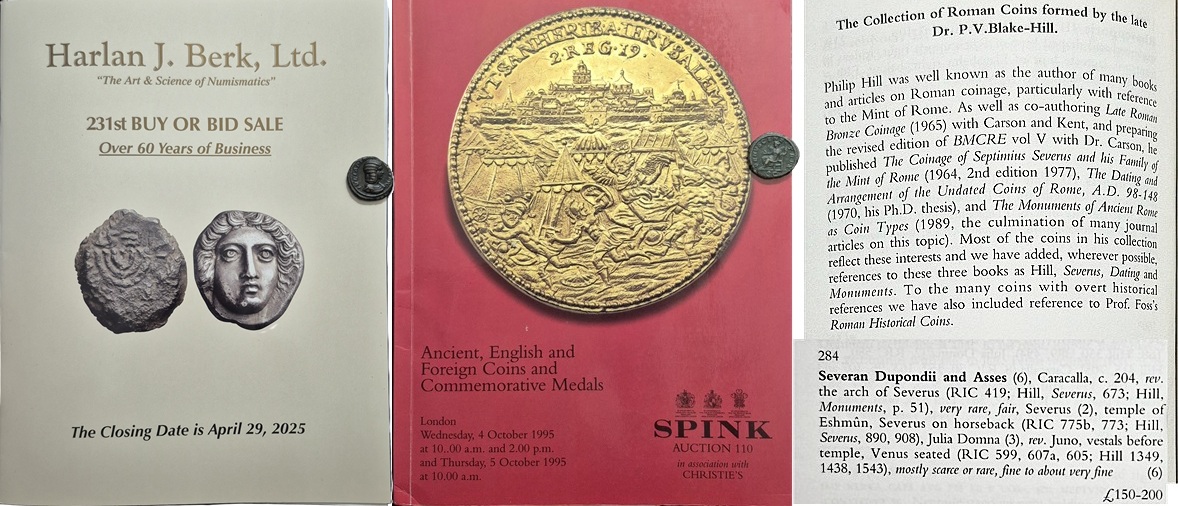 Harlan J. Berk, Ltd.
"The Art & Science of Numismatics"
231st BUY OR BID SALE
Over 60 Years of Business
The Closing Date is April 29, 2025
VT·SANHERIB·A·IERVSALEM
2·REG·19·
Ancient, English and
Foreign Coins and
Commemorative Medals
London
Wednesday, 4 October 1995
at 10..00 a.m. and 2.00 p.m.
and Thursday, 5 October 1995
at 10.00 a.m.
SPINK
AUCTION 110
in association with
CHRISTIE'S
The Collection of Roman Coins formed by the late
Dr. P.V.Blake-Hill.
Philip Hill was well known as the author of many books
and articles on Roman coinage, particularly with reference
to the Mint of Rome. As well as co-authoring Late Roman
Bronze Coinage (1965) with Carson and Kent, and preparing
the revised edition of BMCRE vol V with Dr. Carson, he
published The Coinage of Septimius Severus and his Family of
the Mint of Rome (1964, 2nd edition 1977), The Dating and
Arrangement of the Undated Coins of Rome, A.D. 98-148
(1970, his Ph.D. thesis), and The Monuments of Ancient Rome
as Coin Types (1989, the culmination of many journal
articles on this topic). Most of the coins in his collection
reflect these interests and we have added, wherever possible,
references to these three books as Hill, Severus, Dating and
Monuments. To the many coins with overt historical
references we have also included reference to Prof. Foss's
Roman Historical Coins.
284
Severan Dupondii and Asses (6), Caracalla, c. 204, rev.
the arch of Severus (RIC 419; Hill, Severus, 673; Hill,
Monuments, p. 51), very rare, fair, Severus (2), temple of
Eshmûn, Severus on horseback (RIC 775b, 773; Hill,
Severus, 890, 908), Julia Domna (3), rev. Juno, vestals before
temple, Venus seated (RIC 599, 607a, 605; Hill 1349,
1438, 1543), mostly scarce or rare, fine to about very fine (6)
£150-200